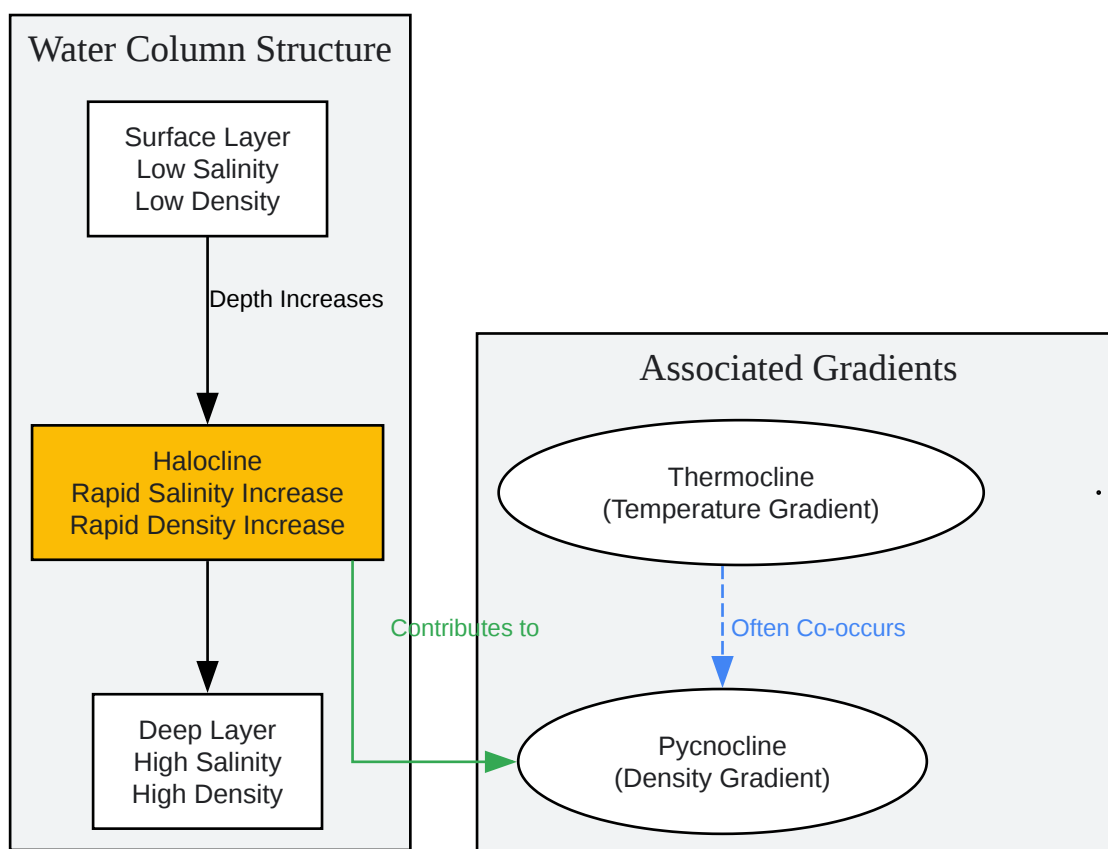 Water Column Structure
Surface Layer
Low Salinity
Low Density
Depth Increases
Halocline
Rapid Salinity Increase
Rapid Density Increase
Contributes to
Deep Layer
High Salinity
High Density
Associated Gradients
Thermocline
(Temperature Gradient)
Often Co-occurs
Pycnocline
(Density Gradient)